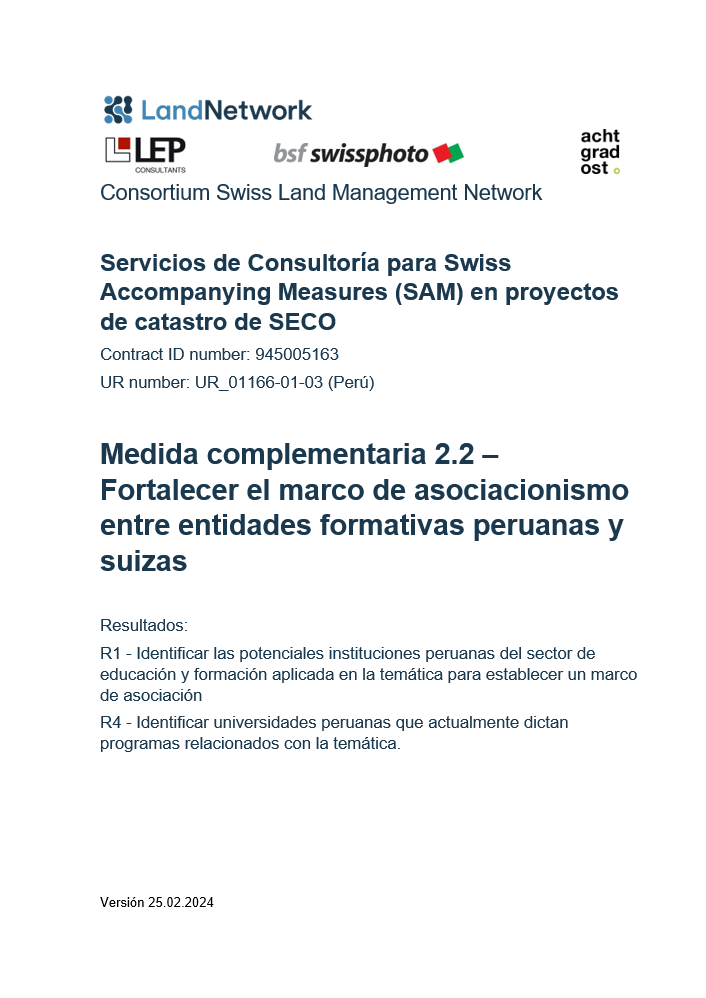 LandNetwork
LEP
CONSULTANTS
bsf swissphoto
acht
grad
ost
Consortium Swiss Land Management Network
Servicios de Consultoría para Swiss
Accompanying Measures (SAM) en proyectos
de catastro de SECO
Contract ID number: 945005163
UR number: UR_01166-01-03 (Perú)
Medida complementaria 2.2 –
Fortalecer el marco de asociacionismo
entre entidades formativas peruanas y
suizas
Resultados:
R1 - Identificar las potenciales instituciones peruanas del sector de
educación y formación aplicada en la temática para establecer un marco
de asociación
R4 - Identificar universidades peruanas que actualmente dictan
programas relacionados con la temática.
Versión 25.02.2024